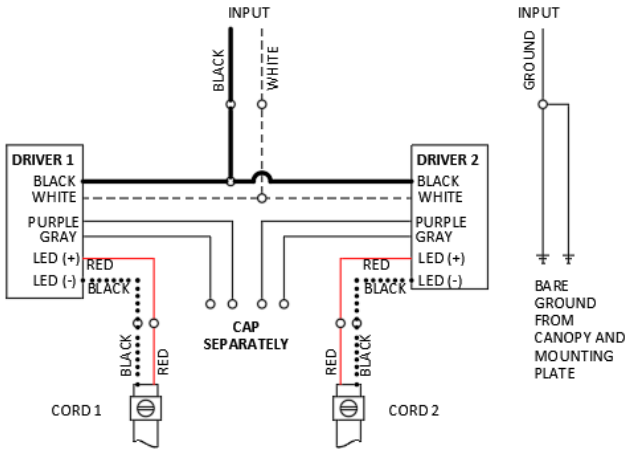 INPUT
INPUT
BLACK
WHITE
GROUND
DRIVER 1
BLACK
WHITE
PURPLE
GRAY
LED (+)
RED
LED (-)
BLACK
DRIVER 2
BLACK
WHITE
PURPLE
GRAY
LED (+)
RED
LED (-)
BLACK
CAP
SEPARATELY
BLACK
RED
RED
BLACK
CORD 1
CORD 2
BARE
GROUND
FROM
CANOPY AND
MOUNTING
PLATE